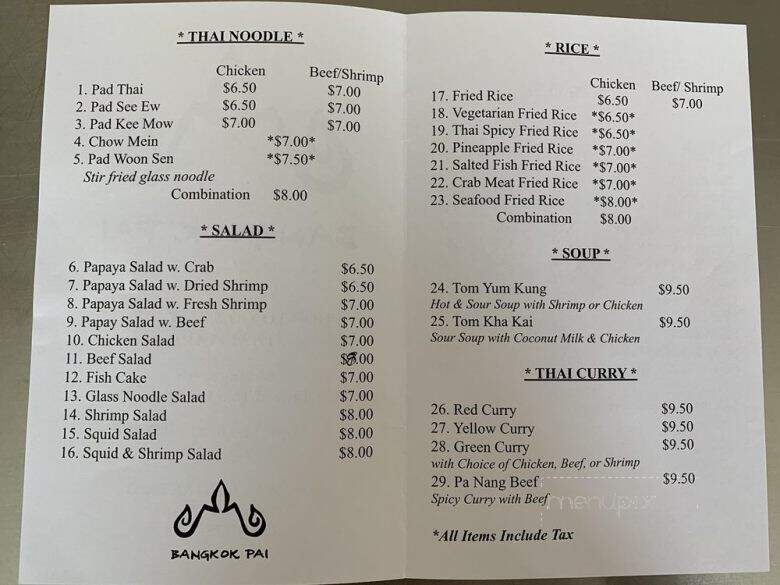 * THAI NOODLE *
Chicken Beef/Shrimp
1. Pad Thai $6.50 $7.00
2. Pad See Ew $6.50 $7.00
3. Pad Kee Mow $7.00 $7.00
4. Chow Mein *$7.00*
5. Pad Woon Sen *$7.50*
Stir fried glass noodle
Combination $8.00
* SALAD *
6. Papaya Salad w. Crab $6.50
7. Papaya Salad w. Dried Shrimp $6.50
8. Papaya Salad w. Fresh Shrimp $7.00
9. Papay Salad w. Beef $7.00
10. Chicken Salad $7.00
11. Beef Salad $8.00
12. Fish Cake $7.00
13. Glass Noodle Salad $7.00
14. Shrimp Salad $8.00
15. Squid Salad $8.00
16. Squid & Shrimp Salad $8.00
BANGKOK PAI
* RICE *
Chicken Beef/ Shrimp
17. Fried Rice $6.50 $7.00
18. Vegetarian Fried Rice *$6.50*
19. Thai Spicy Fried Rice *$6.50*
20. Pineapple Fried Rice *$7.00*
21. Salted Fish Fried Rice *$7.00*
22. Crab Meat Fried Rice *$7.00*
23. Seafood Fried Rice *$8.00*
Combination $8.00
* SOUP *
24. Tom Yum Kung $9.50
Hot & Sour Soup with Shrimp or Chicken
25. Tom Kha Kai $9.50
Sour Soup with Coconut Milk & Chicken
* THAI CURRY *
26. Red Curry $9.50
27. Yellow Curry $9.50
28. Green Curry $9.50
with Choice of Chicken, Beef, or Shrimp
29. Pa Nang Beef $9.50
Spicy Curry with Beef
menupix
*All Items Include Tax